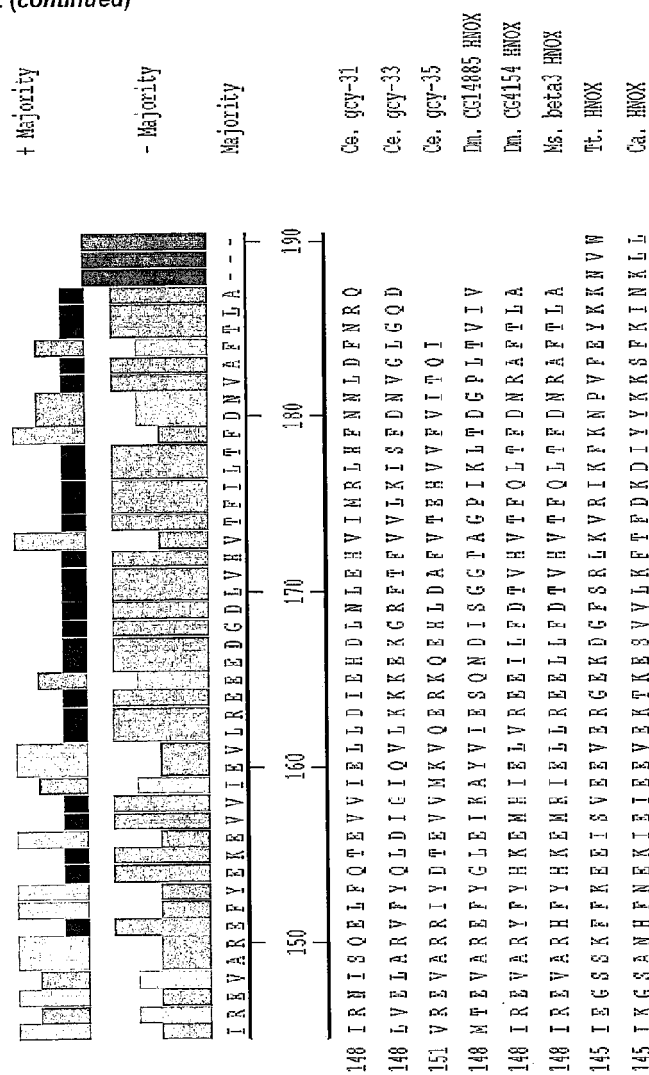 . (continued)
+ Majority
- Majority
I R E V A R E F Y E K E V V I E V L R E E E D G D L V H V T F I L T F D N V A F T L A - - - Majority
150 160 170 180 190
148 I R N I S Q E L F Q T E V V I E L L D I E H D L N L E H V I M R L H F N N L D F N R Q Ce. gcy-31
148 L V E L A R V F Y Q L D I G I Q V L K K K E K G R F T F V V L K I S F D N V G L G Q D Ce. gcy-33
151 V R E V A R R I Y D T E V V M K V Q E R K Q E H L D A F V T E H V V F V I T Q T Ce. gcy-35
148 M T E V A R E F Y G L E I K A Y V I E S Q N D I S G G T A G P I K L T D G P L T V I V Dm. CG14885 HNOX
148 I R E V A R Y F Y H K E M H I E L V R E E I L F D T V H V T F Q L T F D N R A F T L A Dm. CG4154 HNOX
148 I R E V A R H F Y H K E M R I E L L R E E L L F D T V H V T F Q L T F D N R A F T L A Ms. beta3 HNOX
145 I E G S S K F F K E E I S V E E V E R G E K D G F S R L K V R I K F K N P V F E Y K K N V W Tt. HNOX
145 I K G S A N H F N E K I E I E E V E K T K E S V V L K F T F D K D I Y Y K K S F K I N K L L Ca. HNOX